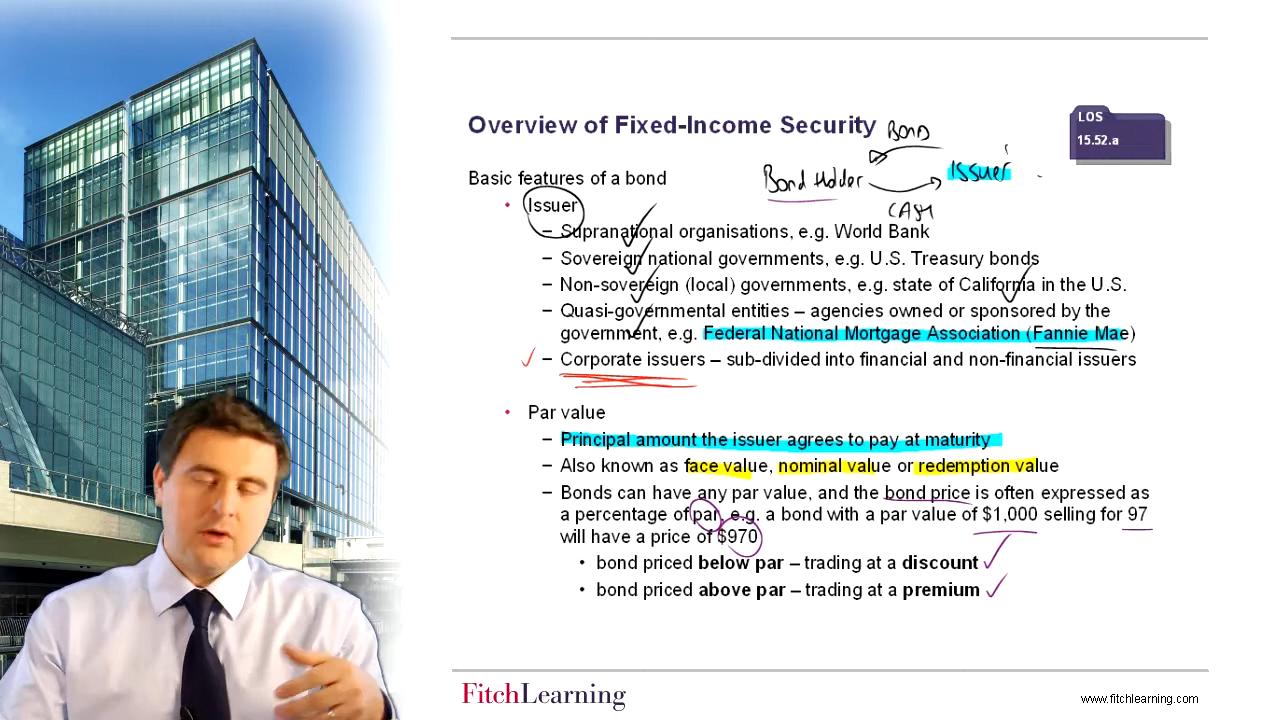 LOS
15.52.a
Overview of Fixed-Income Security
Bond
Bond Holder
Issuer
CASH
Basic features of a bond
• Issuer
– Supranational organisations, e.g. World Bank
– Sovereign national governments, e.g. U.S. Treasury bonds
– Non-sovereign (local) governments, e.g. state of California in the U.S.
– Quasi-governmental entities – agencies owned or sponsored by the
government, e.g. Federal National Mortgage Association (Fannie Mae)
– Corporate issuers – sub-divided into financial and non-financial issuers
• Par value
– Principal amount the issuer agrees to pay at maturity
– Also known as face value, nominal value or redemption value
– Bonds can have any par value, and the bond price is often expressed as
a percentage of par, e.g. a bond with a par value of $1,000 selling for 97
will have a price of $970
• bond priced below par – trading at a discount
• bond priced above par – trading at a premium
FitchLearning
www.fitchlearning.com